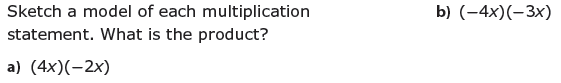 Sketch a model of each multiplication
statement. What is the product?
a) (4x)(−2x)
b) (−4x)(−3x)